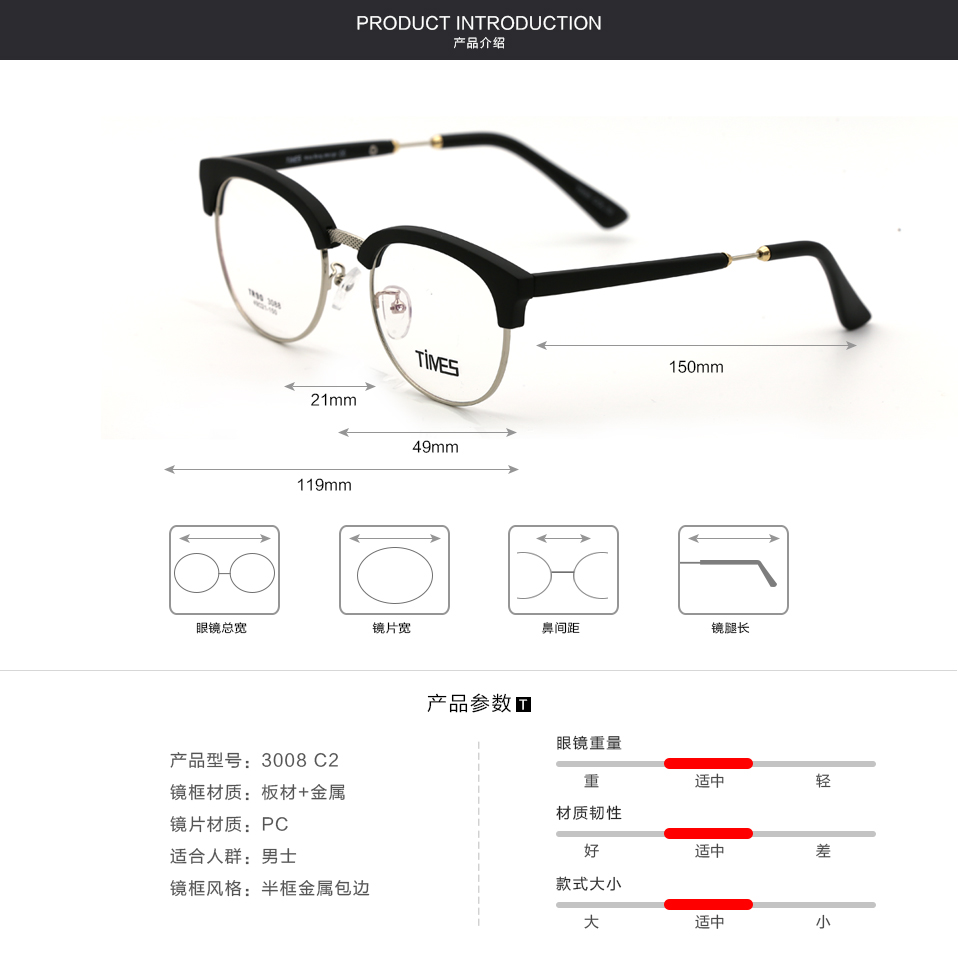 PRODUCT INTRODUCTION
产品介绍
TIMES
TR90 3088
TiMES
150mm
21mm
49mm
119mm
眼镜总宽
镜片宽
鼻间距
镜腿长
产品参数 T
产品型号：3008 C2
镜框材质：板材+金属
镜片材质：PC
适合人群：男士
镜框风格：半框金属包边
眼镜重量
重 适中 轻
材质韧性
好 适中 差
款式大小
大 适中 小